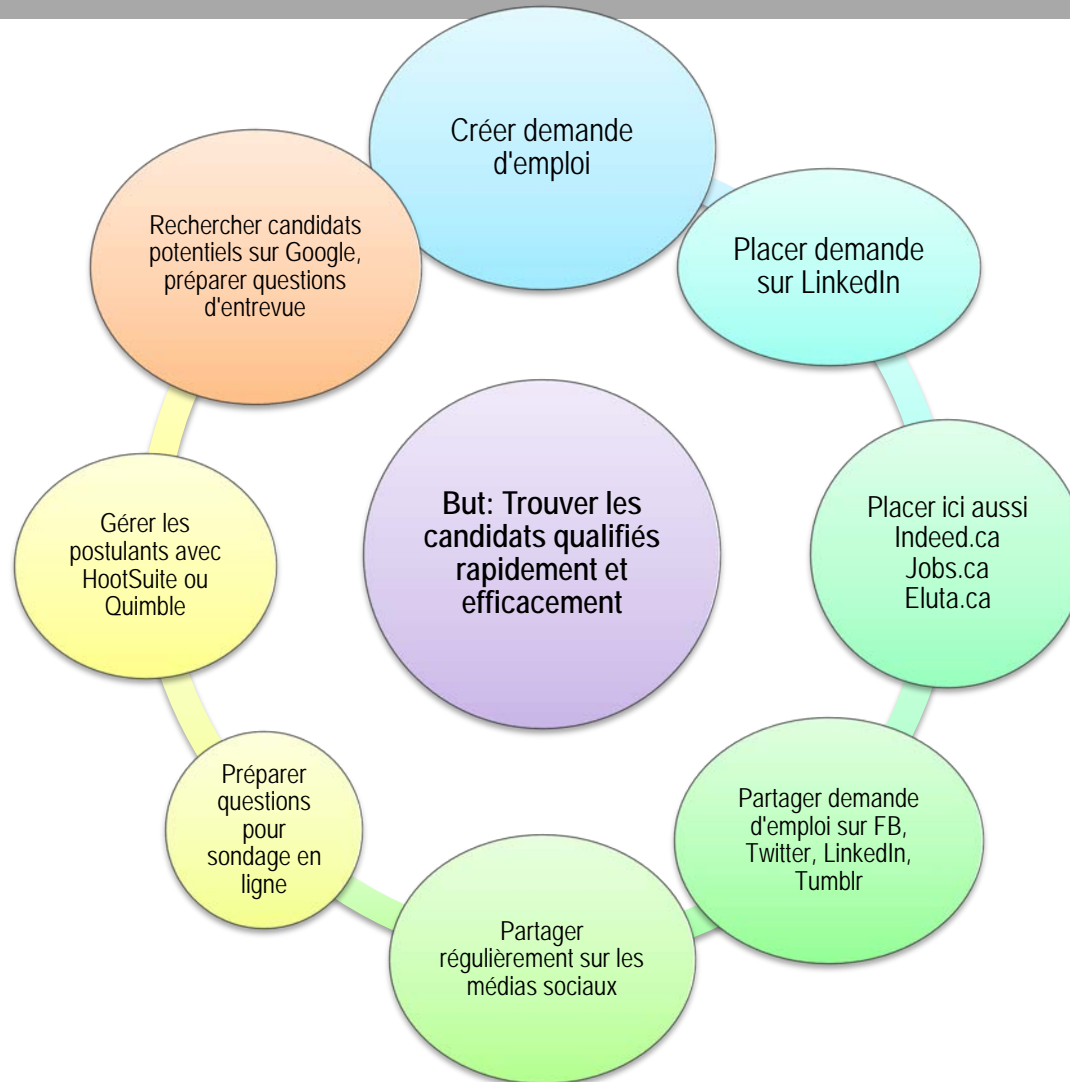 Créer demande
d'emploi
Placer demande
sur LinkedIn
Placer ici aussi
Indeed.ca
Jobs.ca
Eluta.ca
Partager demande
d'emploi sur FB,
Twitter, LinkedIn,
Tumblr
Partager
régulièrement sur les
médias sociaux
Préparer
questions
pour
sondage en
ligne
Gérer les
postulants avec
HootSuite ou
Quimble
Rechercher candidats
potentiels sur Google,
préparer questions
d'entrevue
But: Trouver les
candidats qualifiés
rapidement et
efficacement